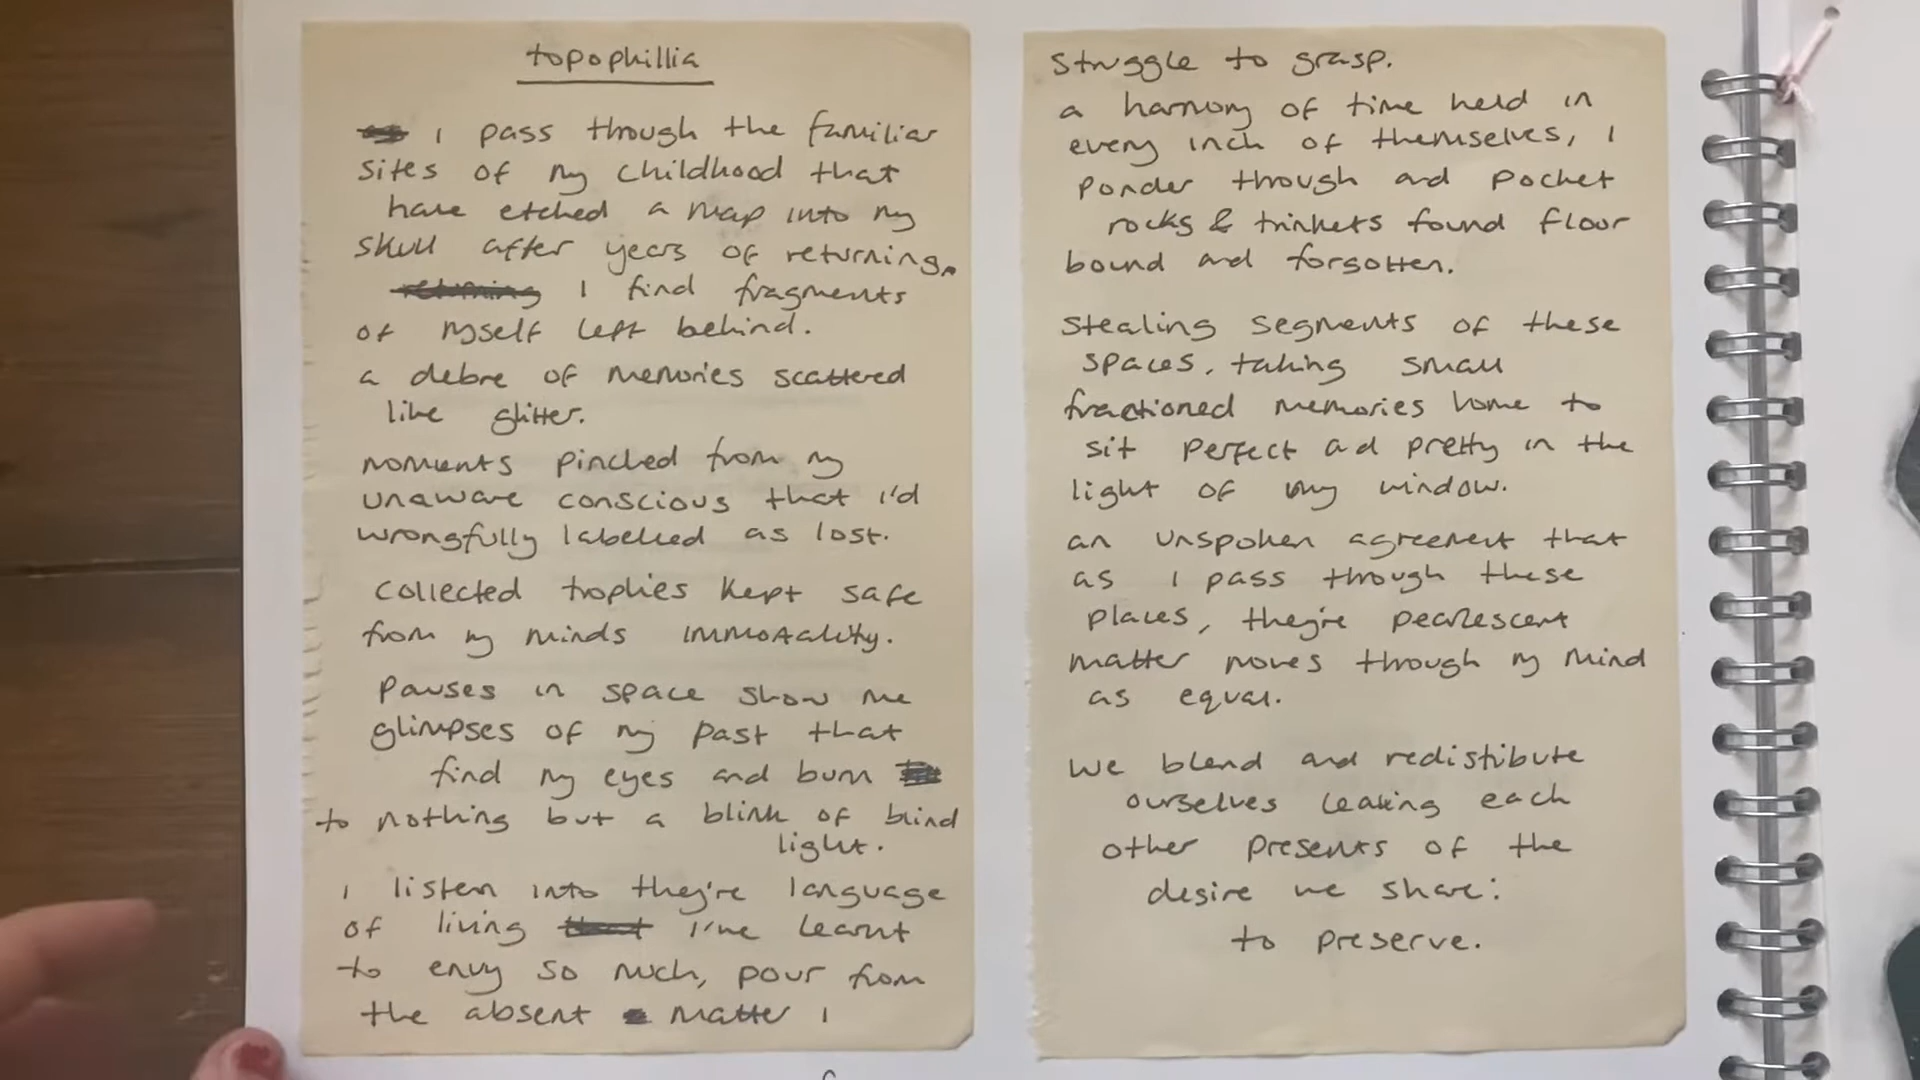 topophillia
I pass through the familiar
sites of my childhood that
have etched a map into my
skull after years of returning.
returning I find fragments
of myself left behind.
a debre of memories scattered
like glitter.
moments pinched from my
unaware conscious that i'd
wrongfully labelled as lost.
collected trophies kept safe
from my minds immortality.
pauses in space show me
glimpses of my past that
find my eyes and burn
to nothing but a blink of blind
light.
I listen into they're language
of living I've learnt
to envy so much, pour from
the absent matter I
struggle to grasp.
a harmony of time held in
every inch of themselves, I
ponder through and pocket
rocks & trinkets found floor
bound and forgotten.
Stealing segments of these
spaces, taking small
fractioned memories home to
sit perfect ad pretty in the
light of my window.
an unspoken agreement that
as I pass through these
places, they're pearlescent
matter moves through my mind
as equal.
We blend and redistibute
ourselves leaving each
other presents of the
desire we share:
to preserve.